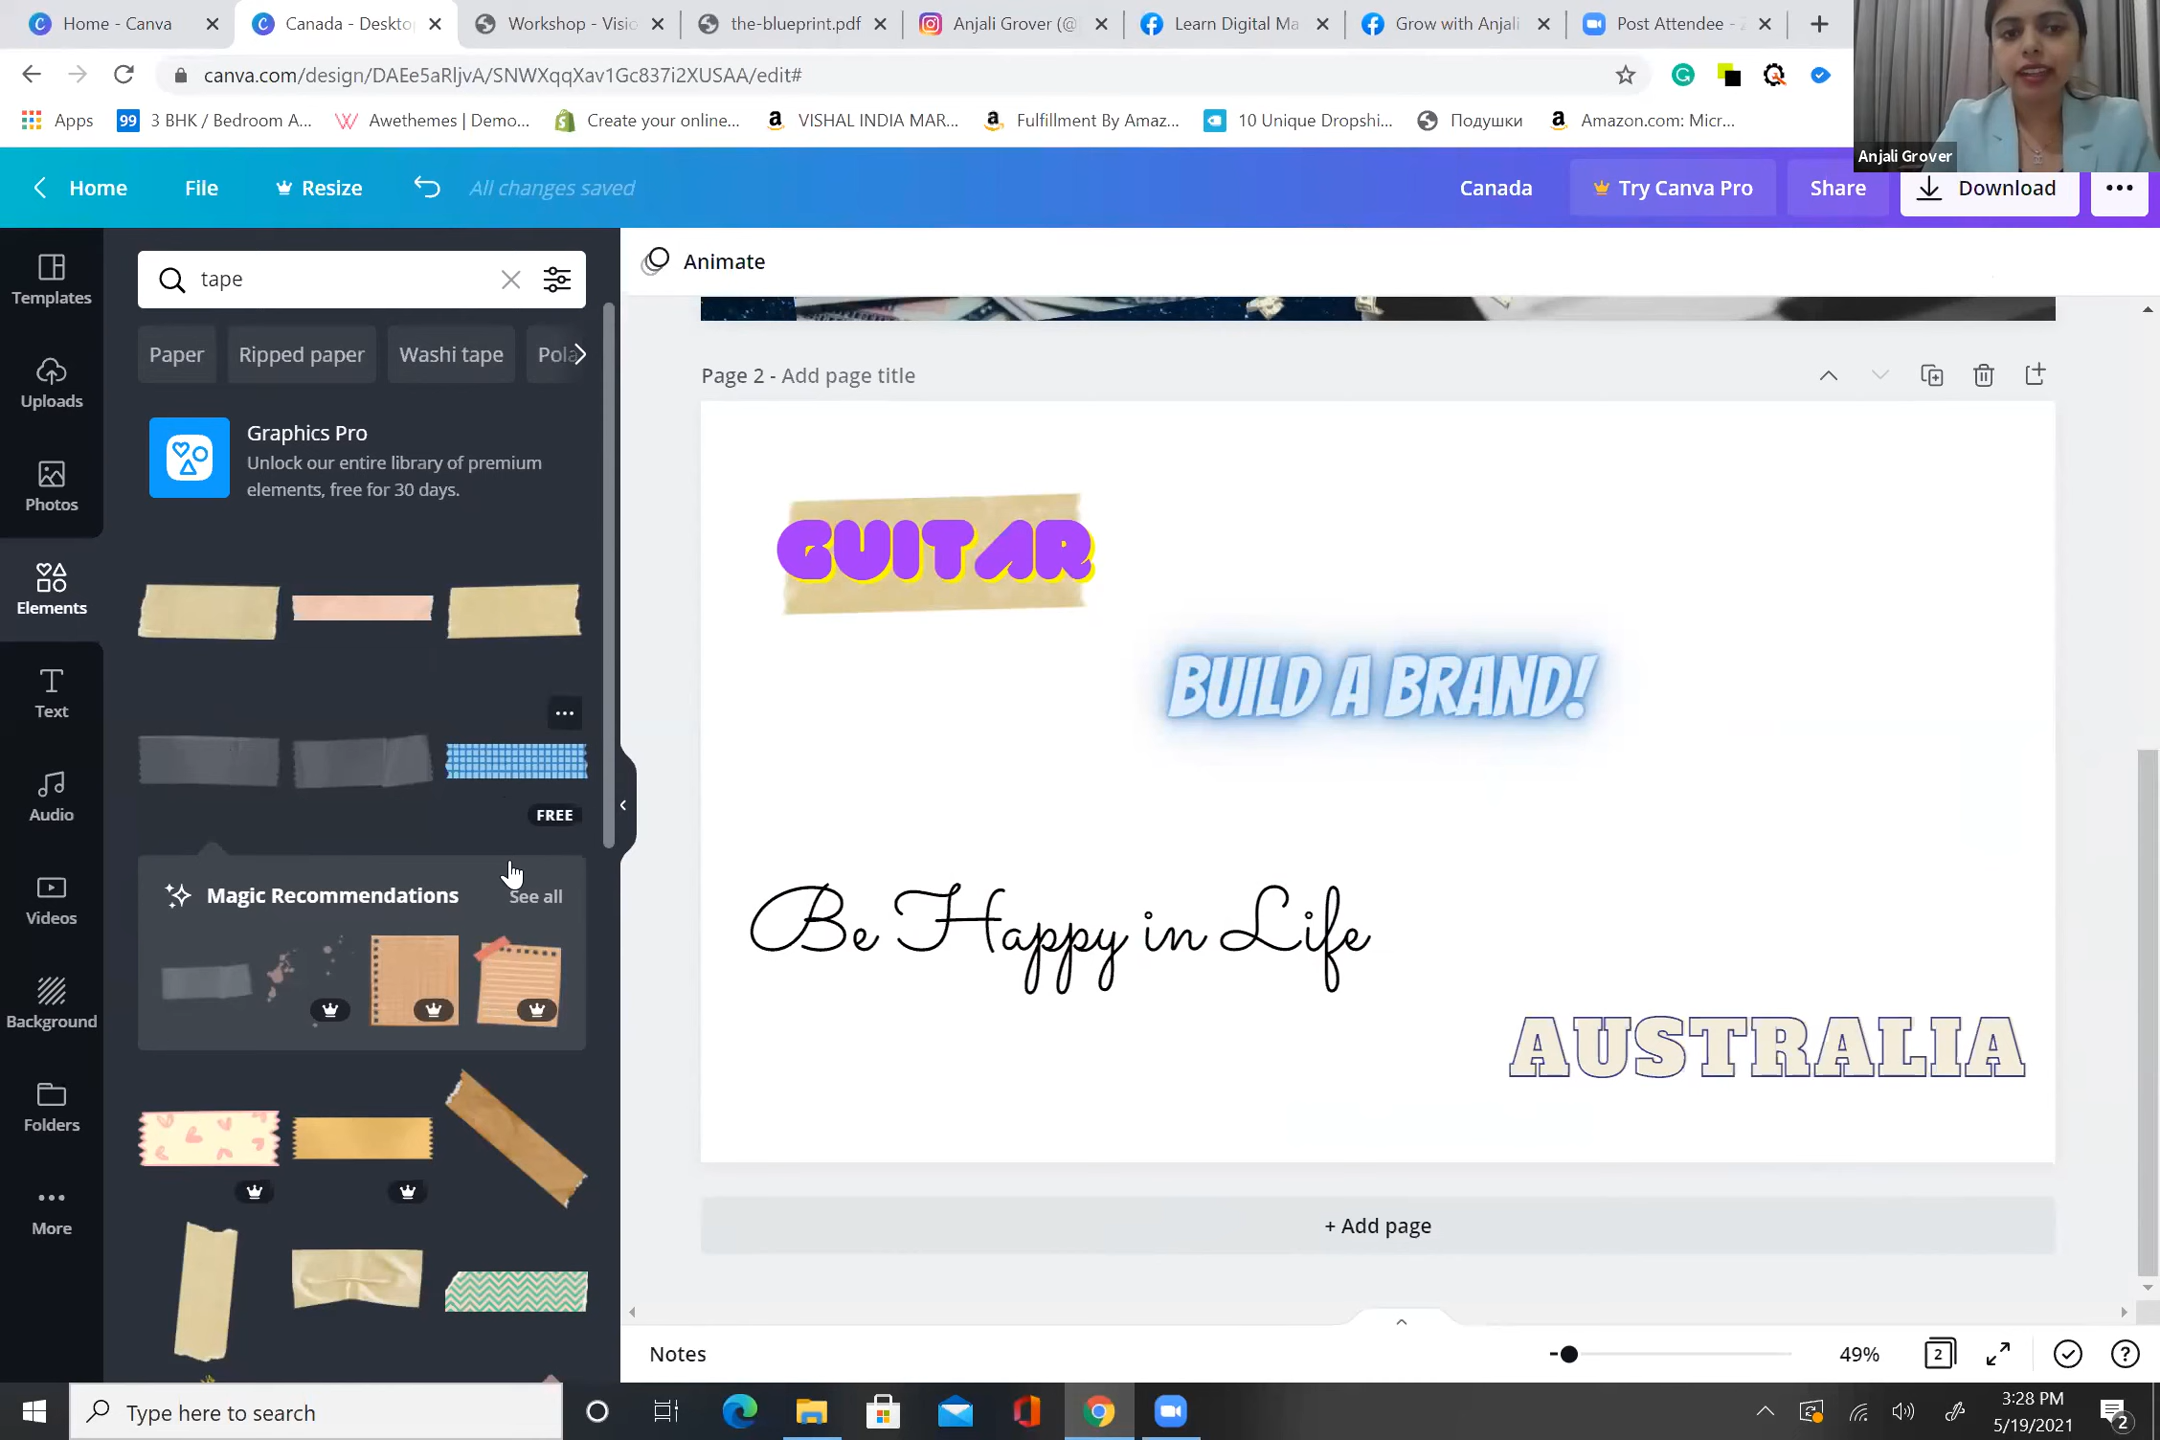 Home - Canva
Canada - Deskto
Workshop - Visio
the-blueprint.pdf
Anjali Grover (@
Learn Digital Ma
Grow with Anjali
Post Attendee - Z
canva.com/design/DAEe5aRljvA/SNWXqqXav1Gc837i2XUSAA/edit#
Apps
99
3 BHK / Bedroom A...
Awethemes | Demo...
Create your online...
VISHAL INDIA MAR...
Fulfillment By Amaz...
10 Unique Dropshi...
Подушки
Amazon.com: Micr...
Anjali Grover
Home
File
Resize
All changes saved
Canada
Try Canva Pro
Share
Download
Templates
Uploads
Photos
Elements
Text
Audio
Videos
Background
Folders
More
tape
Paper
Ripped paper
Washi tape
Pola
Graphics Pro
Unlock our entire library of premium
elements, free for 30 days.
FREE
Magic Recommendations
See all
Animate
Page 2 - Add page title
GUITAR
BUILD A BRAND!
Be Happy in Life
AUSTRALIA
+ Add page
Notes
49%
2
Type here to search
3:28 PM
5/19/2021
2